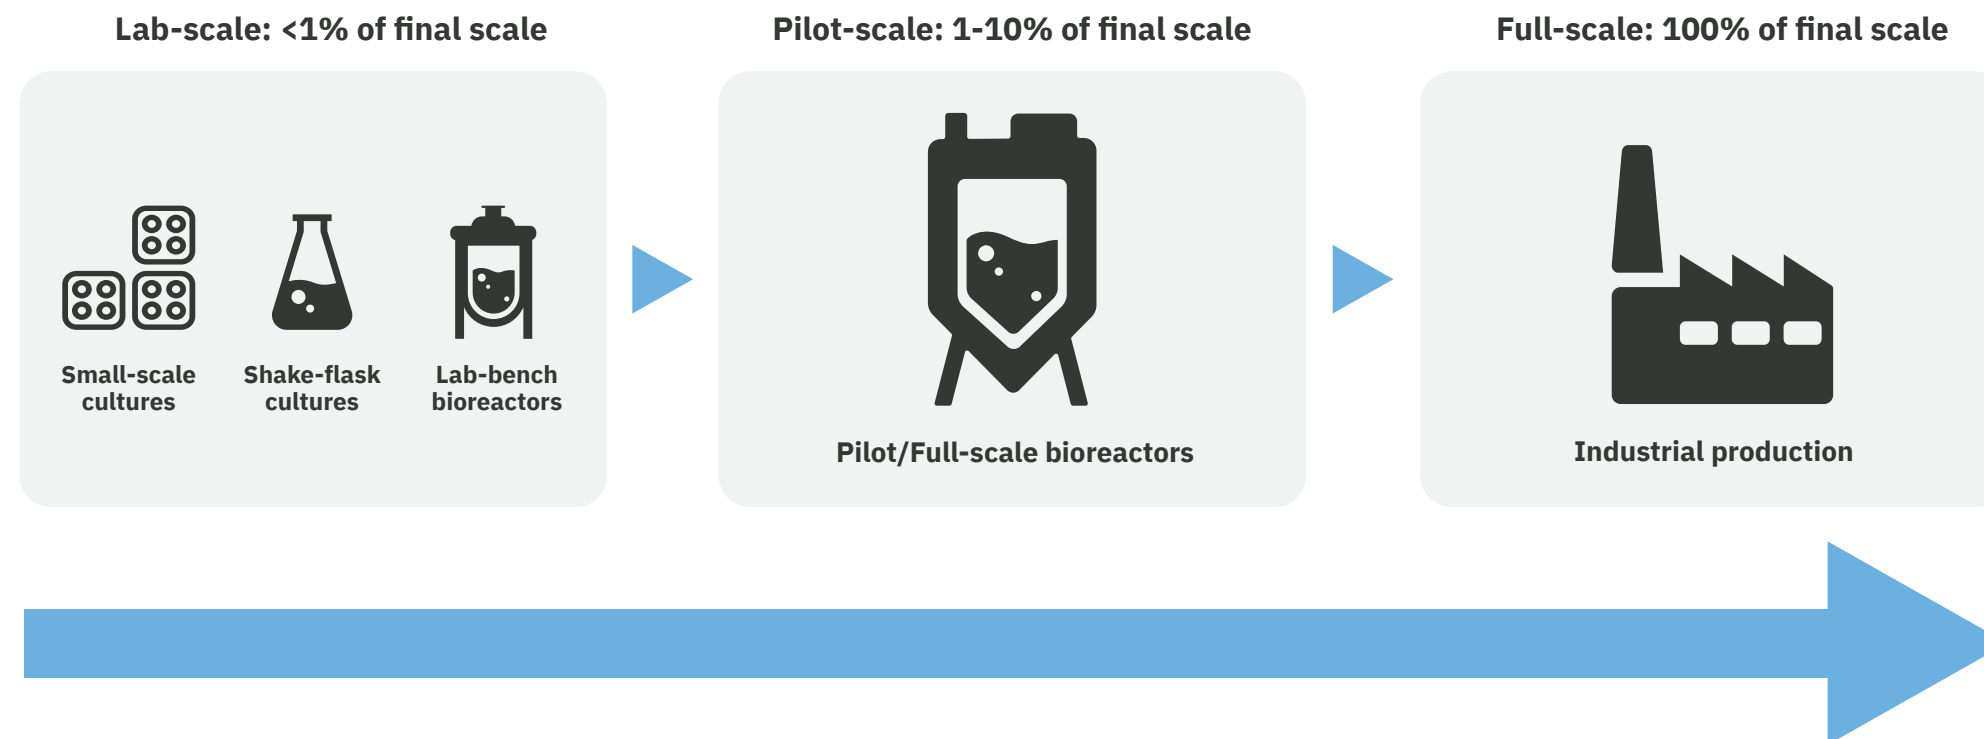 Lab-scale: <1% of final scale
Pilot-scale: 1-10% of final scale
Full-scale: 100% of final scale
Small-scale
cultures
Shake-flask
cultures
Lab-bench
bioreactors
Pilot/Full-scale bioreactors
Industrial production